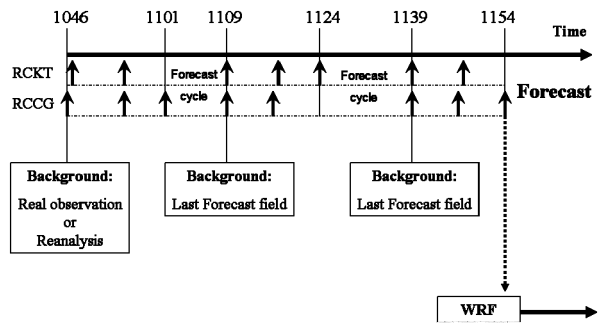 1046 1101 1109 1124 1139 1154
Time
RCKT Forecast Forecast
Forecast
RCCG cycle cycle
Background: Background: Background:
Real observation Last Forecast field Last Forecast field
or
Reanalysis
WRF